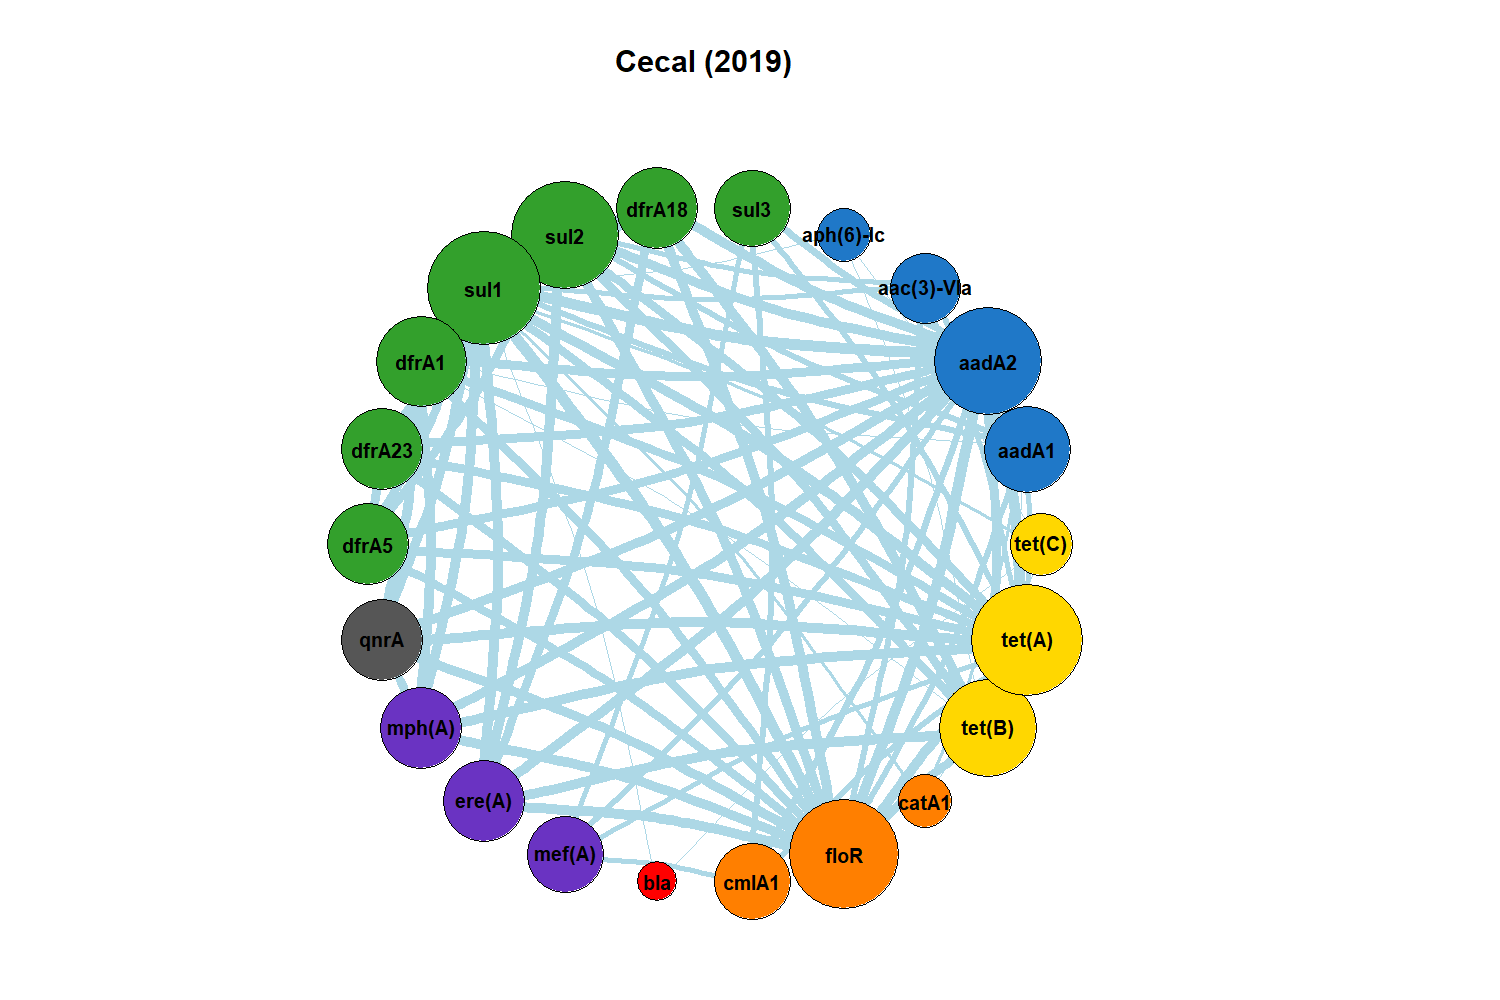 Cecal (2019)
dfrA18
sul3
sul2
aph(6)-Ic
sul1
aac(3)-VIa
dfrA1
aadA2
dfrA23
aadA1
dfrA5
tet(C)
qnrA
tet(A)
mph(A)
tet(B)
ere(A)
catA1
mef(A)
floR
bla
cmlA1